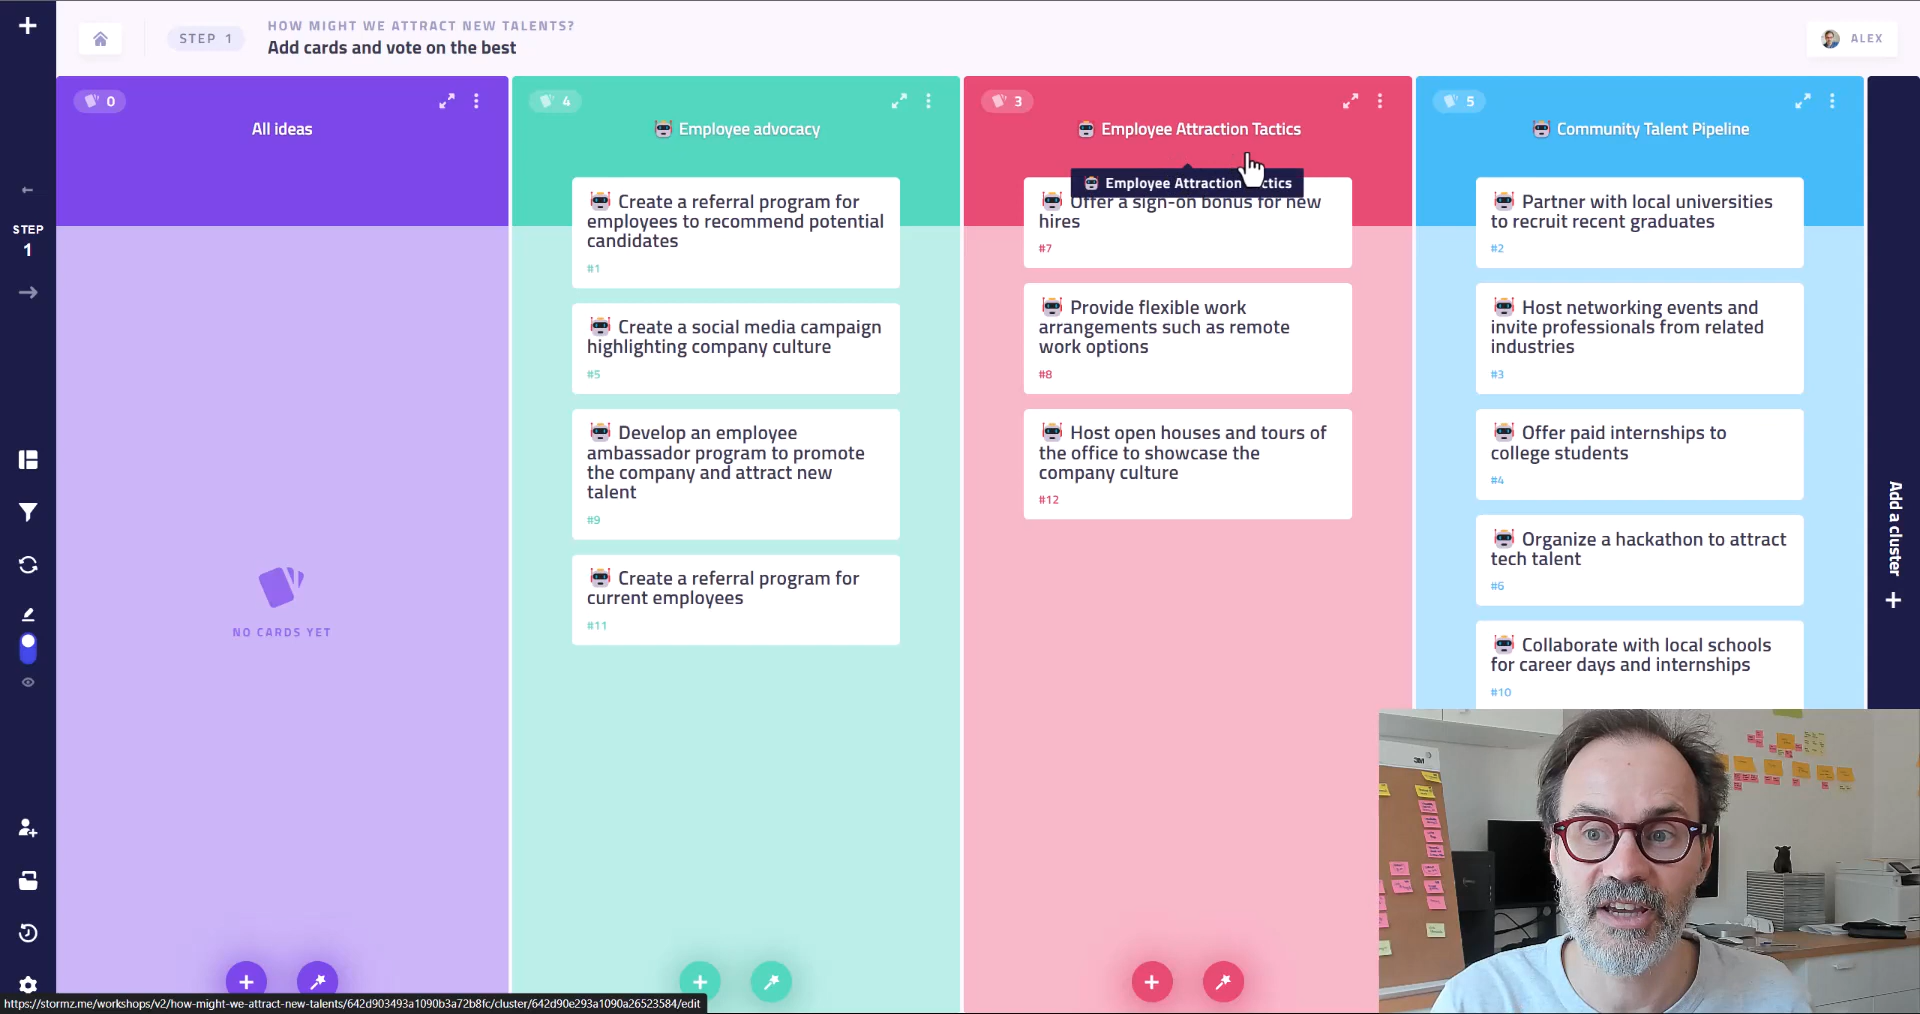 HOW MIGHT WE ATTRACT NEW TALENTS?
STEP 1
Add cards and vote on the best
ALEX
STEP
1
0
All ideas
NO CARDS YET
4
Employee advocacy
Create a referral program for
employees to recommend potential
candidates
#1
Create a social media campaign
highlighting company culture
#5
Develop an employee
ambassador program to promote
the company and attract new
talent
#9
Create a referral program for
current employees
#11
3
Employee Attraction Tactics
Employee Attraction
Offer a sign-on bonus for new
hires
#7
Provide flexible work
arrangements such as remote
work options
#8
Host open houses and tours of
the office to showcase the
company culture
#12
5
Community Talent Pipeline
Partner with local universities
to recruit recent graduates
#2
Host networking events and
invite professionals from related
industries
#3
Offer paid internships to
college students
#4
Organize a hackathon to attract
tech talent
#6
Collaborate with local schools
for career days and internships
#10
Add a cluster
3M
https://stormz.me/workshops/v2/how-might-we-attract-new-talents/642d903493a1090b3a72b8fc/cluster/642d90e293a1090a26523584/edit